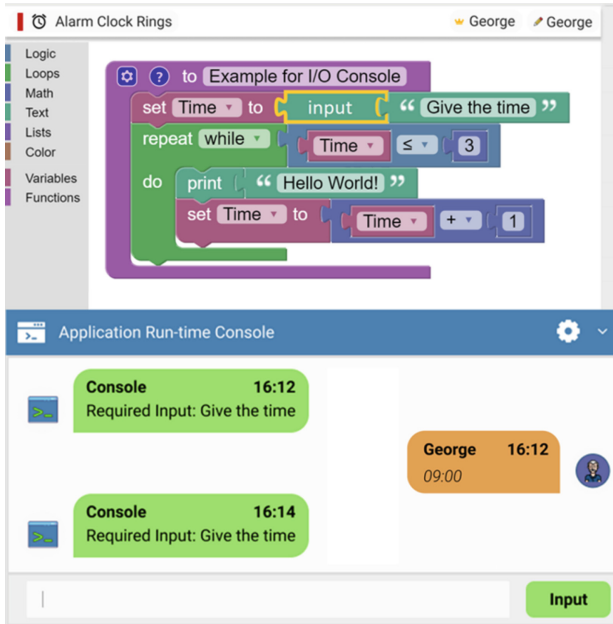 Alarm Clock Rings George George
Logic
Loops
Math
Text
Lists
Color
Variables
Functions
? to Example for I/O Console
set Time to input “ Give the time ”
repeat while Time ≤ 3
do print “ Hello World! ”
set Time to Time + 1
>_ Application Run-time Console
Console 16:12
>_ Required Input: Give the time
George 16:12
09:00
Console 16:14
>_ Required Input: Give the time
Input